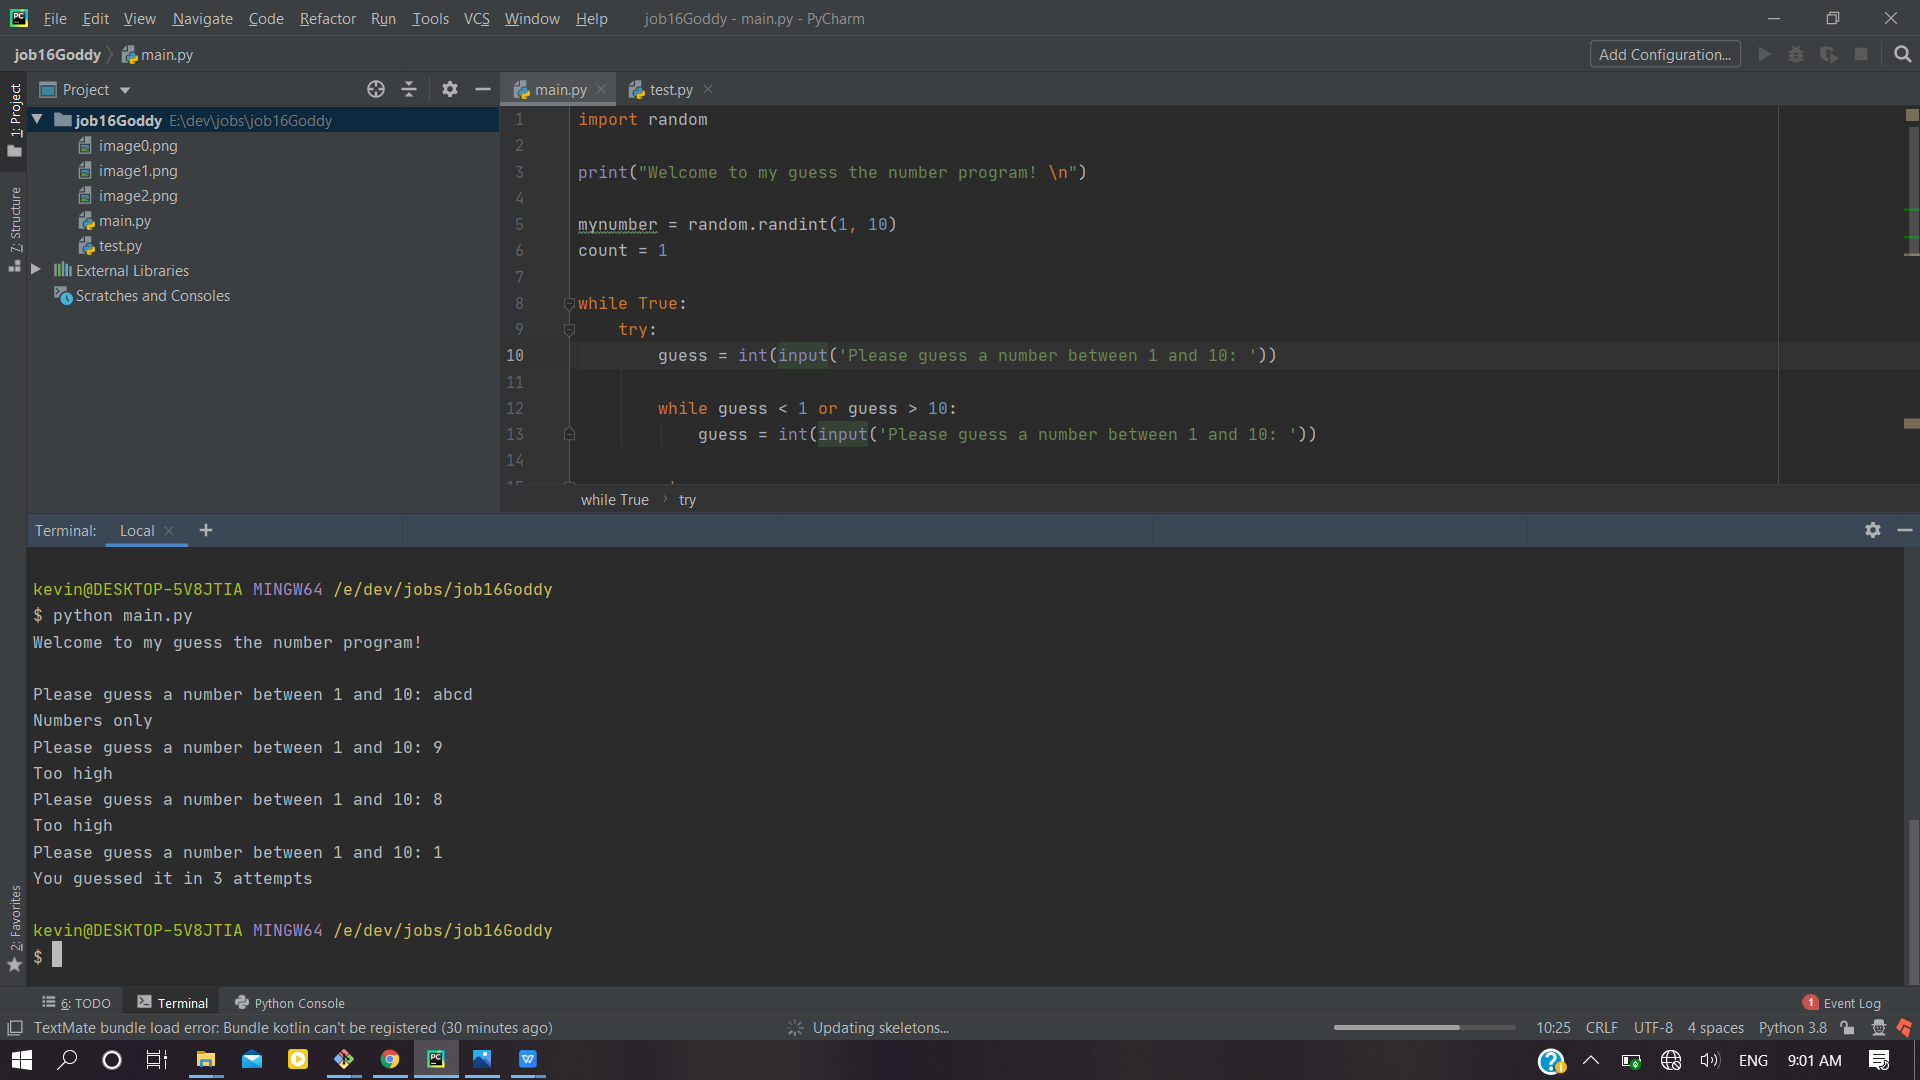 File Edit View Navigate Code Refactor Run Tools VCS Window Help job16Goddy - main.py - PyCharm
job16Goddy main.py Add Configuration...
1: Project
7: Structure
2: Favorites
Project
job16Goddy E:\dev\jobs\job16Goddy
image0.png
image1.png
image2.png
main.py
test.py
External Libraries
Scratches and Consoles
main.py test.py
1 import random
2
3 print("Welcome to my guess the number program! \n")
4
5 mynumber = random.randint(1, 10)
6 count = 1
7
8 while True:
9 try:
10 guess = int(input('Please guess a number between 1 and 10: '))
11
12 while guess < 1 or guess > 10:
13 guess = int(input('Please guess a number between 1 and 10: '))
14
while True › try
Terminal: Local +
kevin@DESKTOP-5V8JTIA MINGW64 /e/dev/jobs/job16Goddy
$ python main.py
Welcome to my guess the number program!
Please guess a number between 1 and 10: abcd
Numbers only
Please guess a number between 1 and 10: 9
Too high
Please guess a number between 1 and 10: 8
Too high
Please guess a number between 1 and 10: 1
You guessed it in 3 attempts
kevin@DESKTOP-5V8JTIA MINGW64 /e/dev/jobs/job16Goddy
$
6: TODO Terminal Python Console 1 Event Log
TextMate bundle load error: Bundle kotlin can't be registered (30 minutes ago) Updating skeletons... 10:25 CRLF UTF-8 4 spaces Python 3.8
ENG 9:01 AM